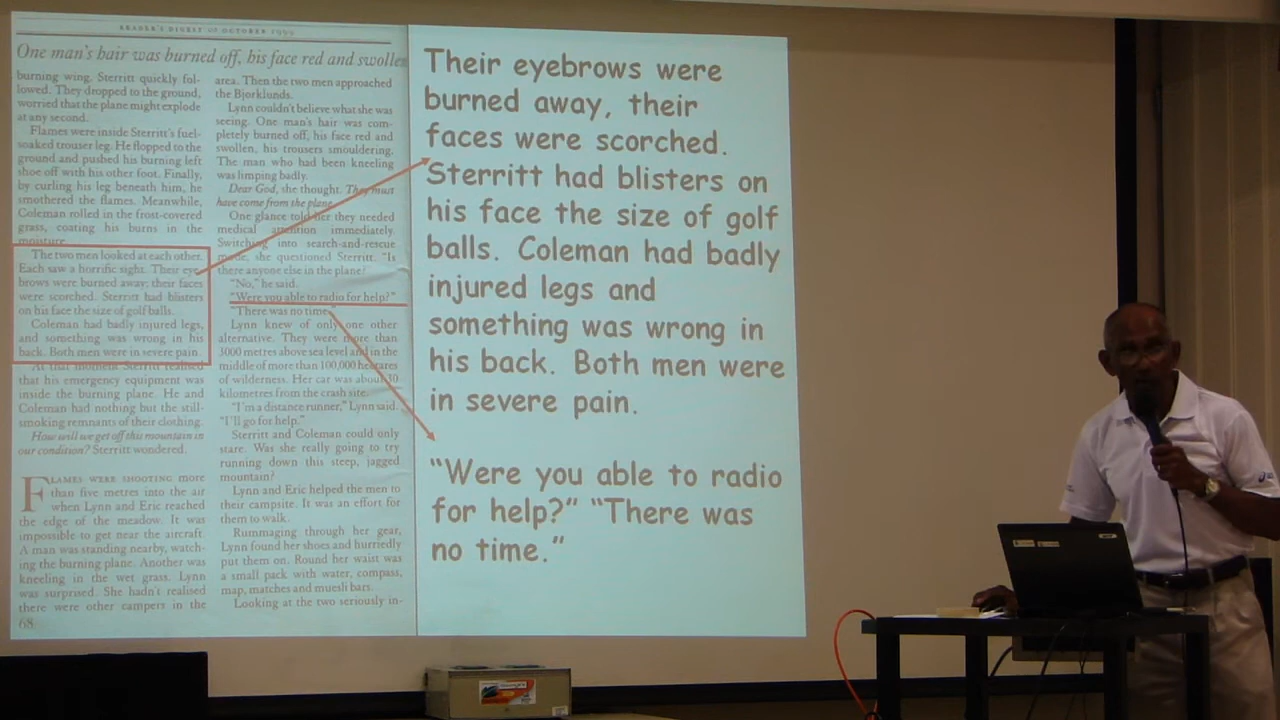 READER'S DIGEST OCTOBER 1999
One man's hair was burned off, his face red and swollen
burning wing. Sterritt quickly fol-
lowed. They dropped to the ground,
worried that the plane might explode
at any second.
Flames were inside Sterritt's fuel-
soaked trouser leg. He flopped to the
ground and pushed his burning left
shoe off with his other foot. Finally,
by curling his leg beneath him, he
smothered the flames. Meanwhile,
Coleman rolled in the frost-covered
grass, coating his burns in the
moisture.
The two men looked at each other.
Each saw a horrific sight. Their eye-
brows were burned away; their faces
were scorched. Sterritt had blisters
on his face the size of golf balls.
Coleman had badly injured legs,
and something was wrong in his
back. Both men were in severe pain.
At that moment Sterritt realised
that his emergency equipment was
inside the burning plane. He and
Coleman had nothing but the still-
smoking remnants of their clothing.
How will we get off this mountain in
our condition? Sterritt wondered.
FLAMES WERE SHOOTING more
than five metres into the air
when Lynn and Eric reached
the edge of the meadow. It was
impossible to get near the aircraft.
A man was standing nearby, watch-
ing the burning plane. Another was
kneeling in the wet grass. Lynn
was surprised. She hadn't realised
there were other campers in the
68
area. Then the two men approached
the Bjorklunds.
Lynn couldn't believe what she was
seeing. One man's hair was com-
pletely burned off, his face red and
swollen, his trousers smouldering.
The man who had been kneeling
was limping badly.
Dear God, she thought. They must
have come from the plane.
One glance told her they needed
medical attention immediately.
Switching into search-and-rescue
mode, she questioned Sterritt. "Is
there anyone else in the plane?"
"No," he said.
"Were you able to radio for help?"
"There was no time."
Lynn knew of only one other
alternative. They were more than
3000 metres above sea level and in the
middle of more than 100,000 hectares
of wilderness. Her car was about 10
kilometres from the crash site.
"I'm a distance runner," Lynn said.
"I'll go for help."
Sterritt and Coleman could only
stare. Was she really going to try
running down this steep, jagged
mountain?
Lynn and Eric helped the men to
their campsite. It was an effort for
them to walk.
Rummaging through her gear,
Lynn found her shoes and hurriedly
put them on. Round her waist was
a small pack with water, compass,
map, matches and muesli bars.
Looking at the two seriously in-
Their eyebrows were
burned away, their
faces were scorched.
Sterritt had blisters on
his face the size of golf
balls. Coleman had badly
injured legs and
something was wrong in
his back. Both men were
in severe pain.
“Were you able to radio
for help?” “There was
no time.”
acer